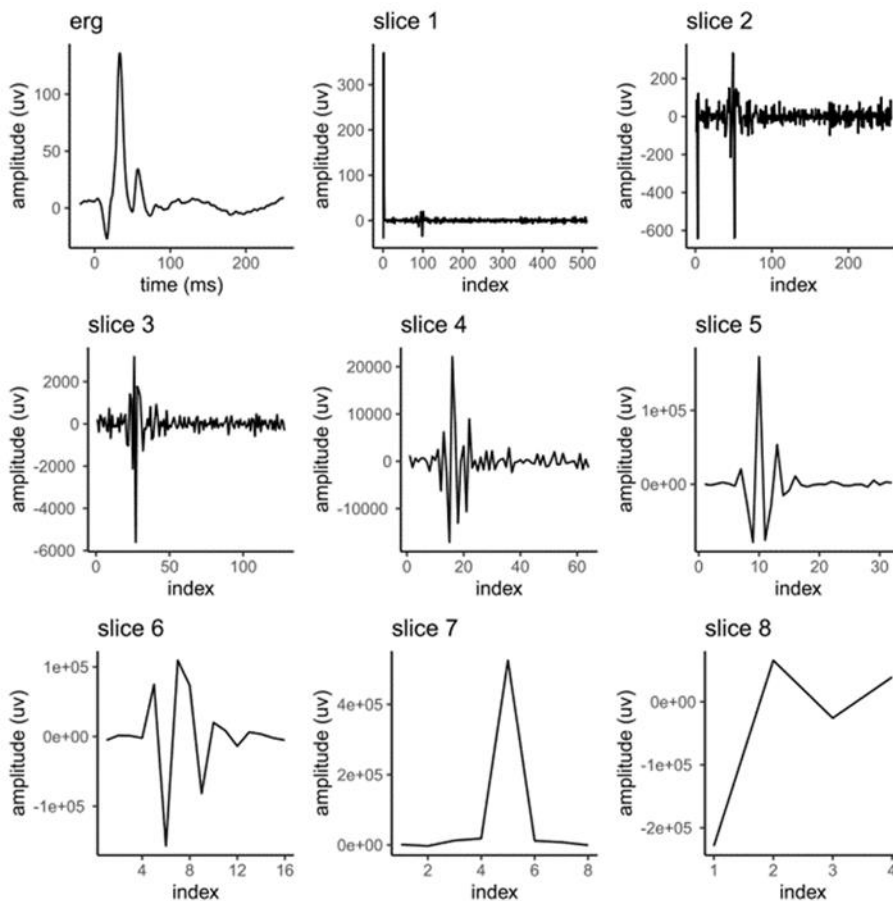 erg
slice 1
slice 2
amplitude (uv)
100
50
0
0
100
200
time (ms)
amplitude (uv)
300
200
100
0
0
100
200
300
400
500
index
amplitude (uv)
200
0
-200
-400
-600
0
100
200
index
slice 3
slice 4
slice 5
amplitude (uv)
2000
0
-2000
-4000
-6000
0
50
100
index
amplitude (uv)
20000
10000
0
-10000
0
20
40
60
index
amplitude (uv)
1e+05
0e+00
0
10
20
30
index
slice 6
slice 7
slice 8
amplitude (uv)
1e+05
0e+00
-1e+05
4
8
12
16
index
amplitude (uv)
4e+05
2e+05
0e+00
2
4
6
8
index
amplitude (uv)
0e+00
-1e+05
-2e+05
1
2
3
4
index